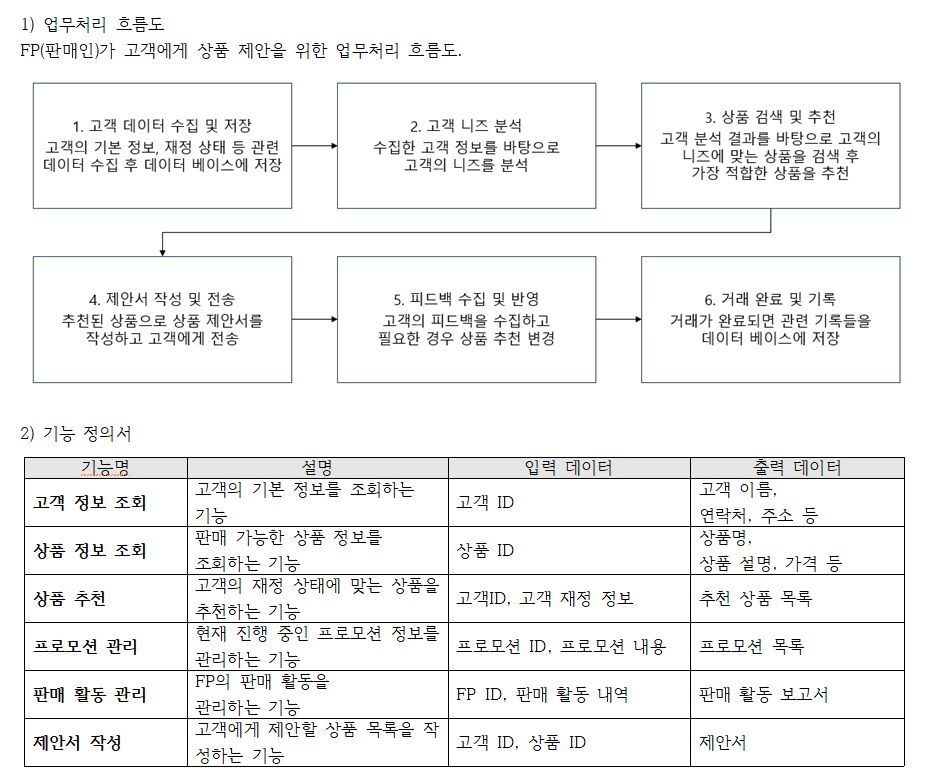 1) 업무처리 흐름도
FP(판매인)가 고객에게 상품 제안을 위한 업무처리 흐름도.
1. 고객 데이터 수집 및 저장
고객의 기본 정보, 재정 상태 등 관련
데이터 수집 후 데이터 베이스에 저장
2. 고객 니즈 분석
수집한 고객 정보를 바탕으로
고객의 니즈를 분석
3. 상품 검색 및 추천
고객 분석 결과를 바탕으로 고객의
니즈에 맞는 상품을 검색 후
가장 적합한 상품을 추천
4. 제안서 작성 및 전송
추천된 상품으로 상품 제안서를
작성하고 고객에게 전송
5. 피드백 수집 및 반영
고객의 피드백을 수집하고
필요한 경우 상품 추천 변경
6. 거래 완료 및 기록
거래가 완료되면 관련 기록들을
데이터 베이스에 저장
2) 기능 정의서
기능명 설명 입력 데이터 출력 데이터
고객 정보 조회
고객의 기본 정보를 조회하는
기능
고객 ID
고객 이름,
연락처, 주소 등
상품 정보 조회
판매 가능한 상품 정보를
조회하는 기능
상품 ID
상품명,
상품 설명, 가격 등
상품 추천
고객의 재정 상태에 맞는 상품을
추천하는 기능
고객ID, 고객 재정 정보
추천 상품 목록
프로모션 관리
현재 진행 중인 프로모션 정보를
관리하는 기능
프로모션 ID, 프로모션 내용
프로모션 목록
판매 활동 관리
FP의 판매 활동을
관리하는 기능
FP ID, 판매 활동 내역
판매 활동 보고서
제안서 작성
고객에게 제안할 상품 목록을 작
성하는 기능
고객 ID, 상품 ID
제안서